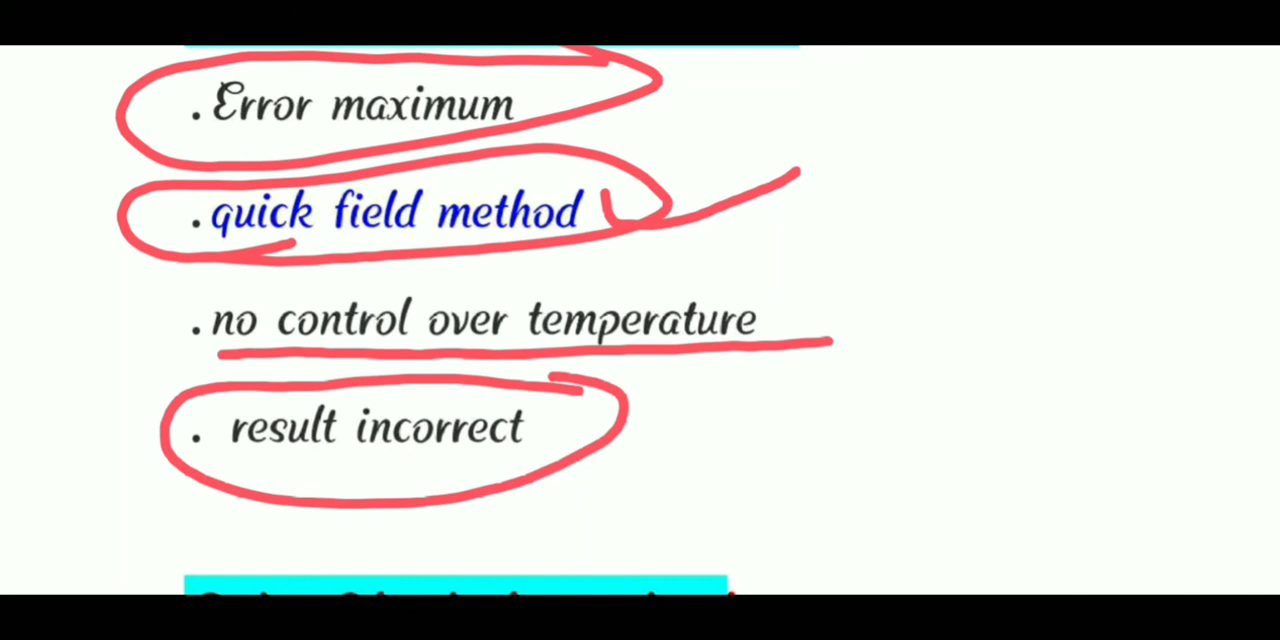 . Error maximum
. quick field method
. no control over temperature
. result incorrect